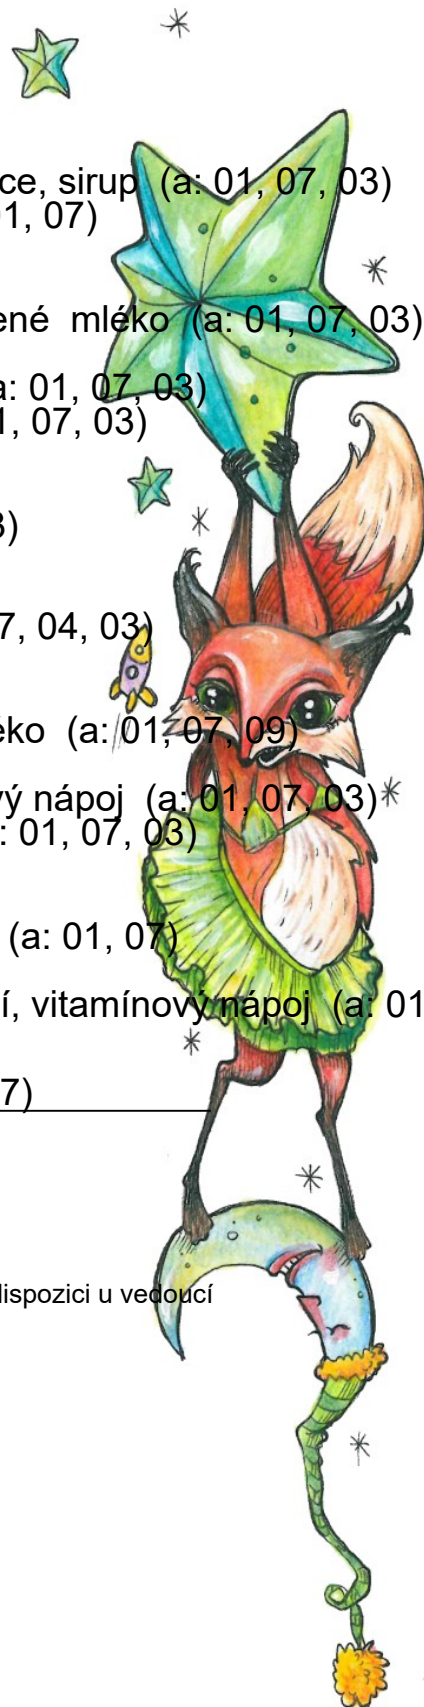 ce, sirup (a: 01, 07, 03)
01, 07)
ené mléko (a: 01, 07, 03)
a: 01, 07, 03)
1, 07, 03)
3)
7, 04, 03)
éko (a: 01, 07, 09)
vý nápoj (a: 01, 07, 03)
: 01, 07, 03)
(a: 01, 07)
í, vitamínový nápoj (a: 01
7)
dispozici u vedoucí